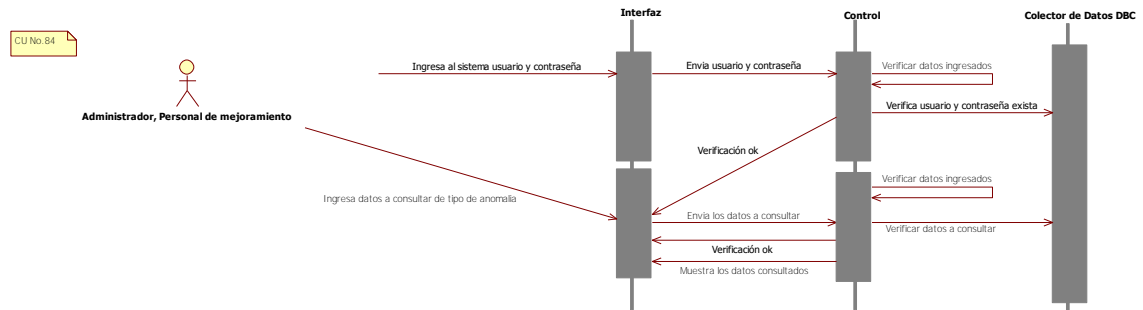 Interfaz
Control
Colector de Datos DBC
CU No.84
Ingresa al sistema usuario y contraseña
Envia usuario y contraseña
Verificar datos ingresados
Verifica usuario y contraseña exista
Administrador, Personal de mejoramiento
Verificación ok
Verificar datos ingresados
Ingresa datos a consultar de tipo de anomalia
Envia los datos a consultar
Verificar datos a consultar
Verificación ok
Muestra los datos consultados